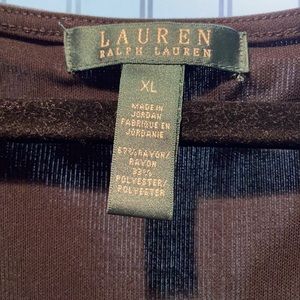 LAUREN
RALPH LAUREN
XL
MADE IN
JORDAN
FABRIQUE EN
JORDANIE
67% RAYON/
RAYON
33%
POLYESTER/
POLYESTER